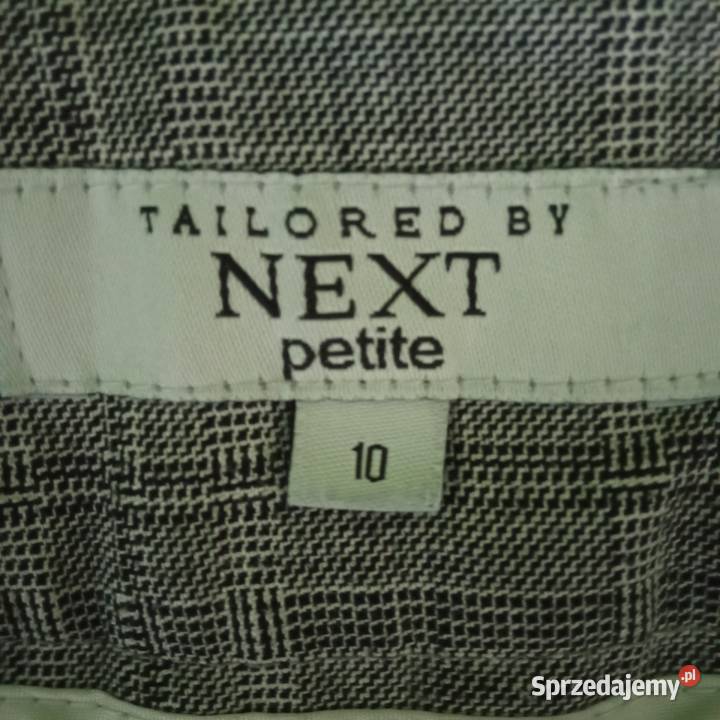 TAILORED BY
NEXT
petite
10
Sprzedajemy.pl